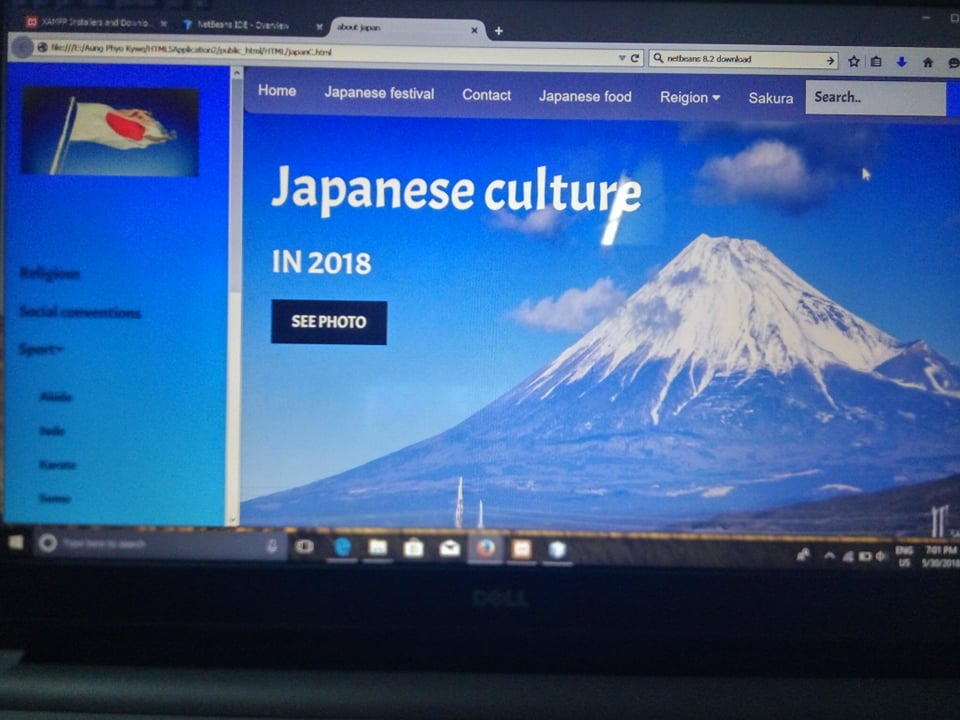 XAMPP Installers and Downlo...
NetBeans IDE - Overview
about japan
file:///E:/Aung Phyo Kywe/HTML5Application2/public_html/HTML/japanC.html
netbeans 8.2 download
Home Japanese festival Contact Japanese food Reigion Sakura Search..
Japanese culture
IN 2018
SEE PHOTO
Religious
Social conventions
Sport
Aikido
Judo
Karate
Sumo
Type here to search
ENG
US
7:01 PM
5/30/2018
DELL